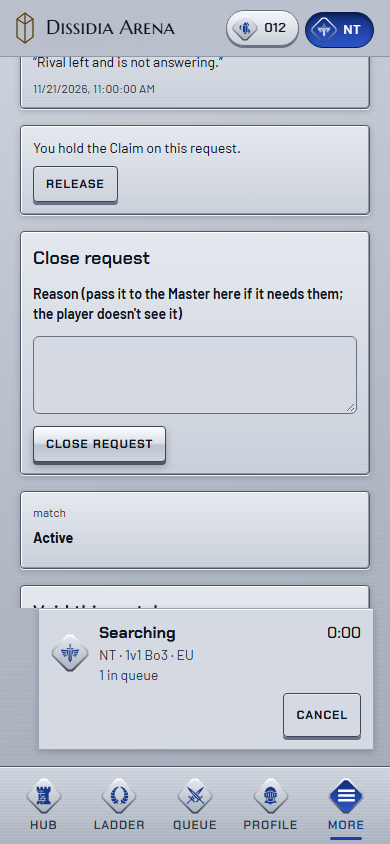 Dissidia Arena
012
NT
"Rival left and is not answering."
11/21/2026, 11:00:00 AM
You hold the Claim on this request.
RELEASE
Close request
Reason (pass it to the Master here if it needs them;
the player doesn't see it)
CLOSE REQUEST
match
Active
Searching
0:00
NT · 1v1 Bo3 · EU
1 in queue
CANCEL
HUB
LADDER
QUEUE
PROFILE
MORE